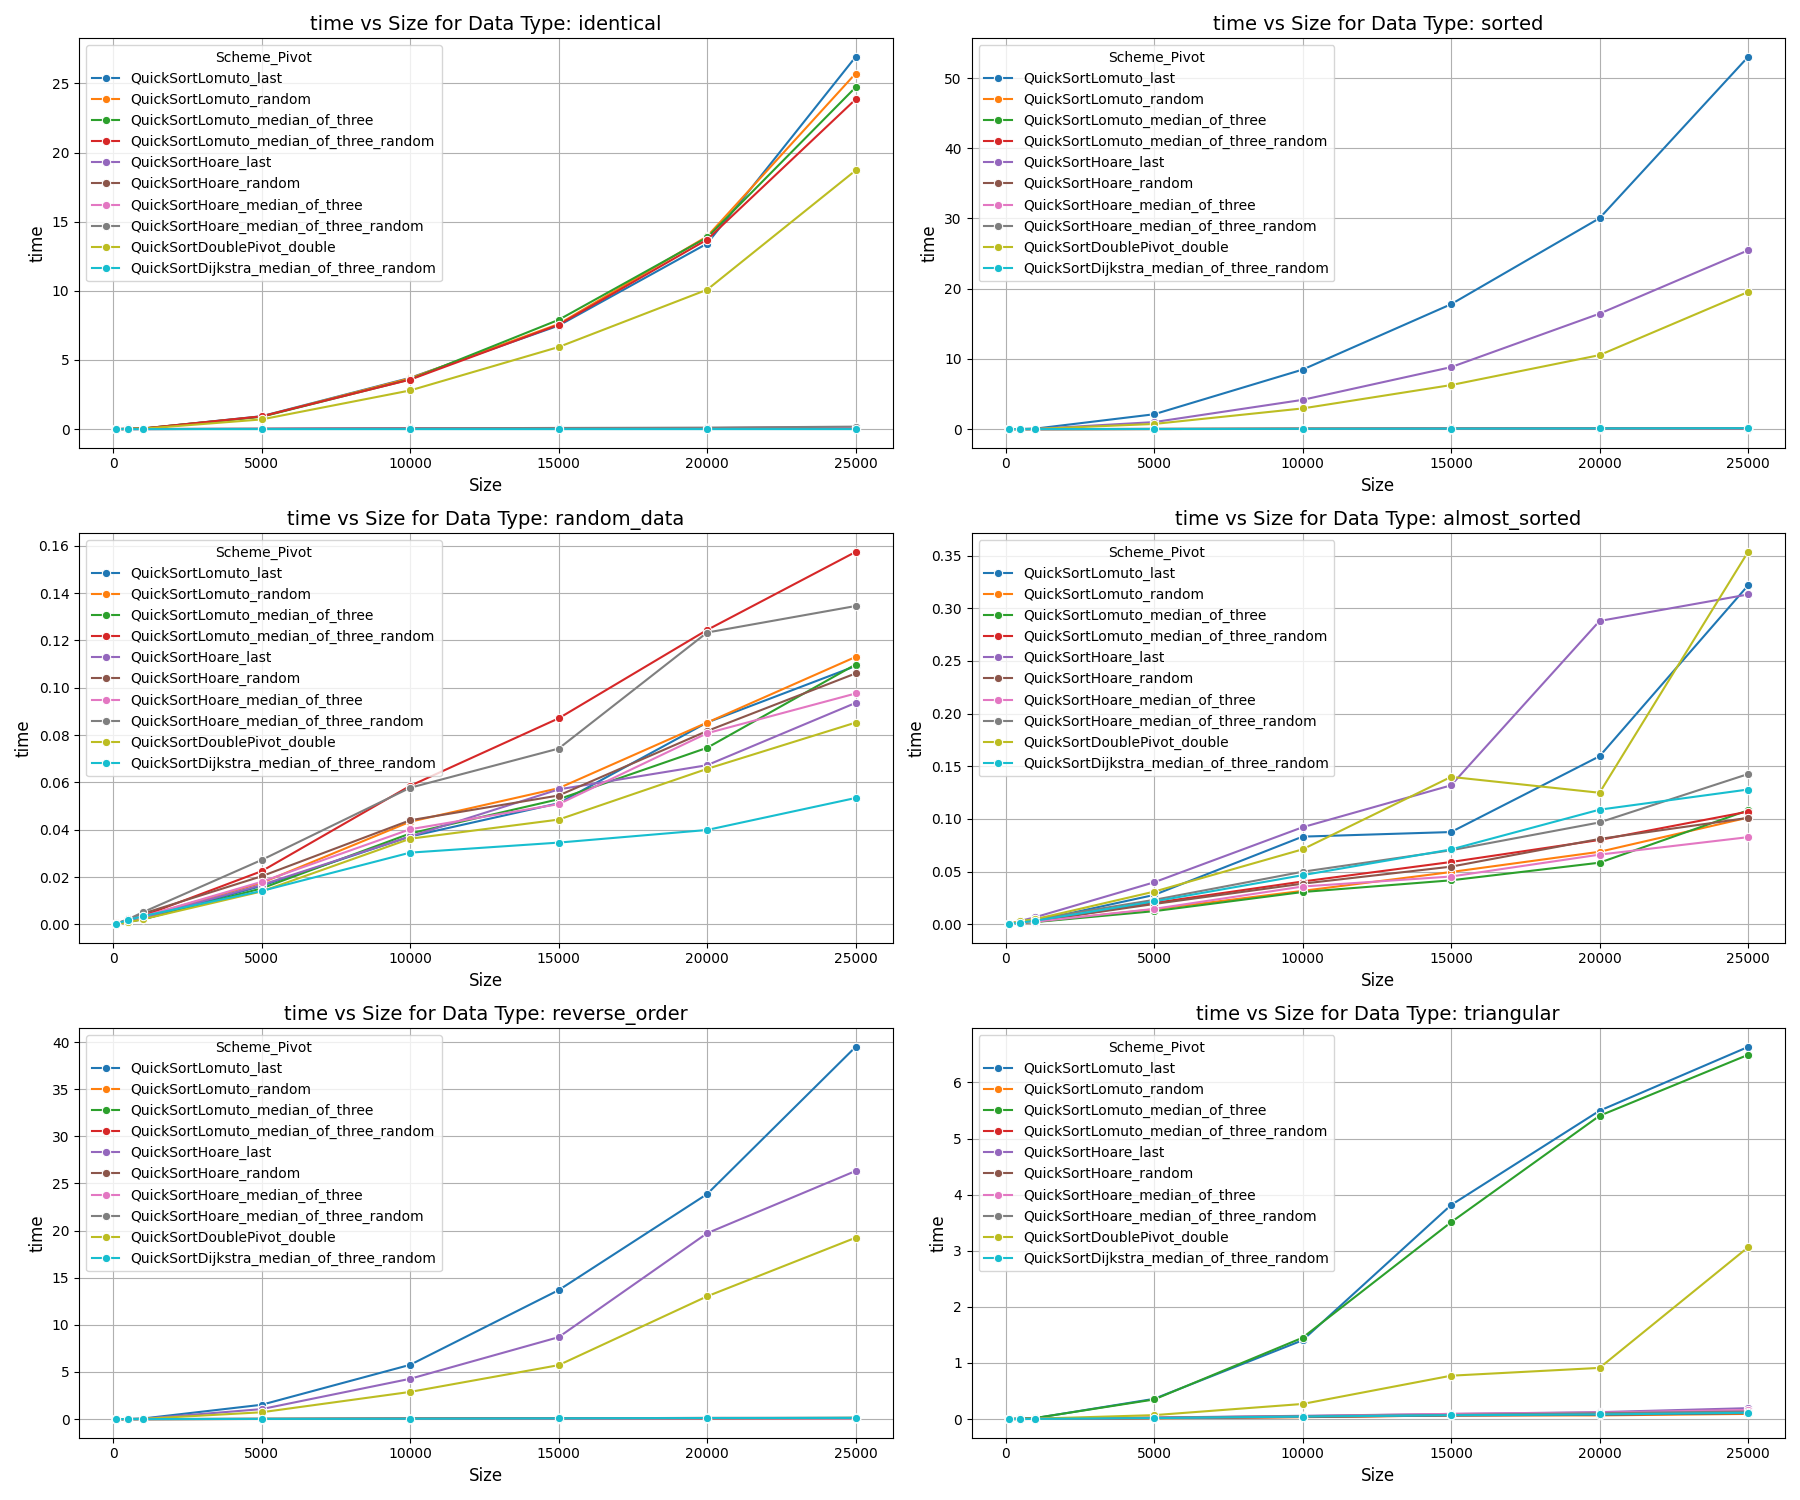 time vs Size for Data Type: identical
Scheme_Pivot
QuickSortLomuto_last
QuickSortLomuto_random
QuickSortLomuto_median_of_three
QuickSortLomuto_median_of_three_random
QuickSortHoare_last
QuickSortHoare_random
QuickSortHoare_median_of_three
QuickSortHoare_median_of_three_random
QuickSortDoublePivot_double
QuickSortDijkstra_median_of_three_random
25
20
15
10
5
0
time
0 5000 10000 15000 20000 25000
Size
time vs Size for Data Type: sorted
Scheme_Pivot
QuickSortLomuto_last
QuickSortLomuto_random
QuickSortLomuto_median_of_three
QuickSortLomuto_median_of_three_random
QuickSortHoare_last
QuickSortHoare_random
QuickSortHoare_median_of_three
QuickSortHoare_median_of_three_random
QuickSortDoublePivot_double
QuickSortDijkstra_median_of_three_random
50
40
30
20
10
0
time
0 5000 10000 15000 20000 25000
Size
time vs Size for Data Type: random_data
Scheme_Pivot
QuickSortLomuto_last
QuickSortLomuto_random
QuickSortLomuto_median_of_three
QuickSortLomuto_median_of_three_random
QuickSortHoare_last
QuickSortHoare_random
QuickSortHoare_median_of_three
QuickSortHoare_median_of_three_random
QuickSortDoublePivot_double
QuickSortDijkstra_median_of_three_random
0.16
0.14
0.12
0.10
0.08
0.06
0.04
0.02
0.00
time
0 5000 10000 15000 20000 25000
Size
time vs Size for Data Type: almost_sorted
Scheme_Pivot
QuickSortLomuto_last
QuickSortLomuto_random
QuickSortLomuto_median_of_three
QuickSortLomuto_median_of_three_random
QuickSortHoare_last
QuickSortHoare_random
QuickSortHoare_median_of_three
QuickSortHoare_median_of_three_random
QuickSortDoublePivot_double
QuickSortDijkstra_median_of_three_random
0.35
0.30
0.25
0.20
0.15
0.10
0.05
0.00
time
0 5000 10000 15000 20000 25000
Size
time vs Size for Data Type: reverse_order
Scheme_Pivot
QuickSortLomuto_last
QuickSortLomuto_random
QuickSortLomuto_median_of_three
QuickSortLomuto_median_of_three_random
QuickSortHoare_last
QuickSortHoare_random
QuickSortHoare_median_of_three
QuickSortHoare_median_of_three_random
QuickSortDoublePivot_double
QuickSortDijkstra_median_of_three_random
40
35
30
25
20
15
10
5
0
time
0 5000 10000 15000 20000 25000
Size
time vs Size for Data Type: triangular
Scheme_Pivot
QuickSortLomuto_last
QuickSortLomuto_random
QuickSortLomuto_median_of_three
QuickSortLomuto_median_of_three_random
QuickSortHoare_last
QuickSortHoare_random
QuickSortHoare_median_of_three
QuickSortHoare_median_of_three_random
QuickSortDoublePivot_double
QuickSortDijkstra_median_of_three_random
6
5
4
3
2
1
0
time
0 5000 10000 15000 20000 25000
Size